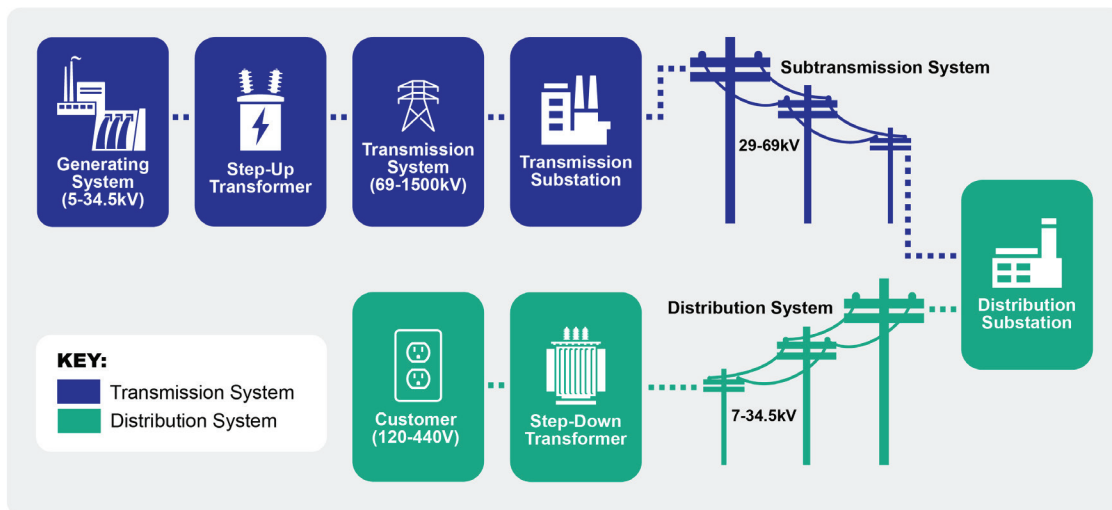 Generating
System
(5-34.5kV)
Step-Up
Transformer
Transmission
System
(69-1500kV)
Transmission
Substation
Subtransmission System
29-69kV
Distribution
Substation
Distribution System
7-34.5kV
Step-Down
Transformer
Customer
(120-440V)
KEY:
Transmission System
Distribution System